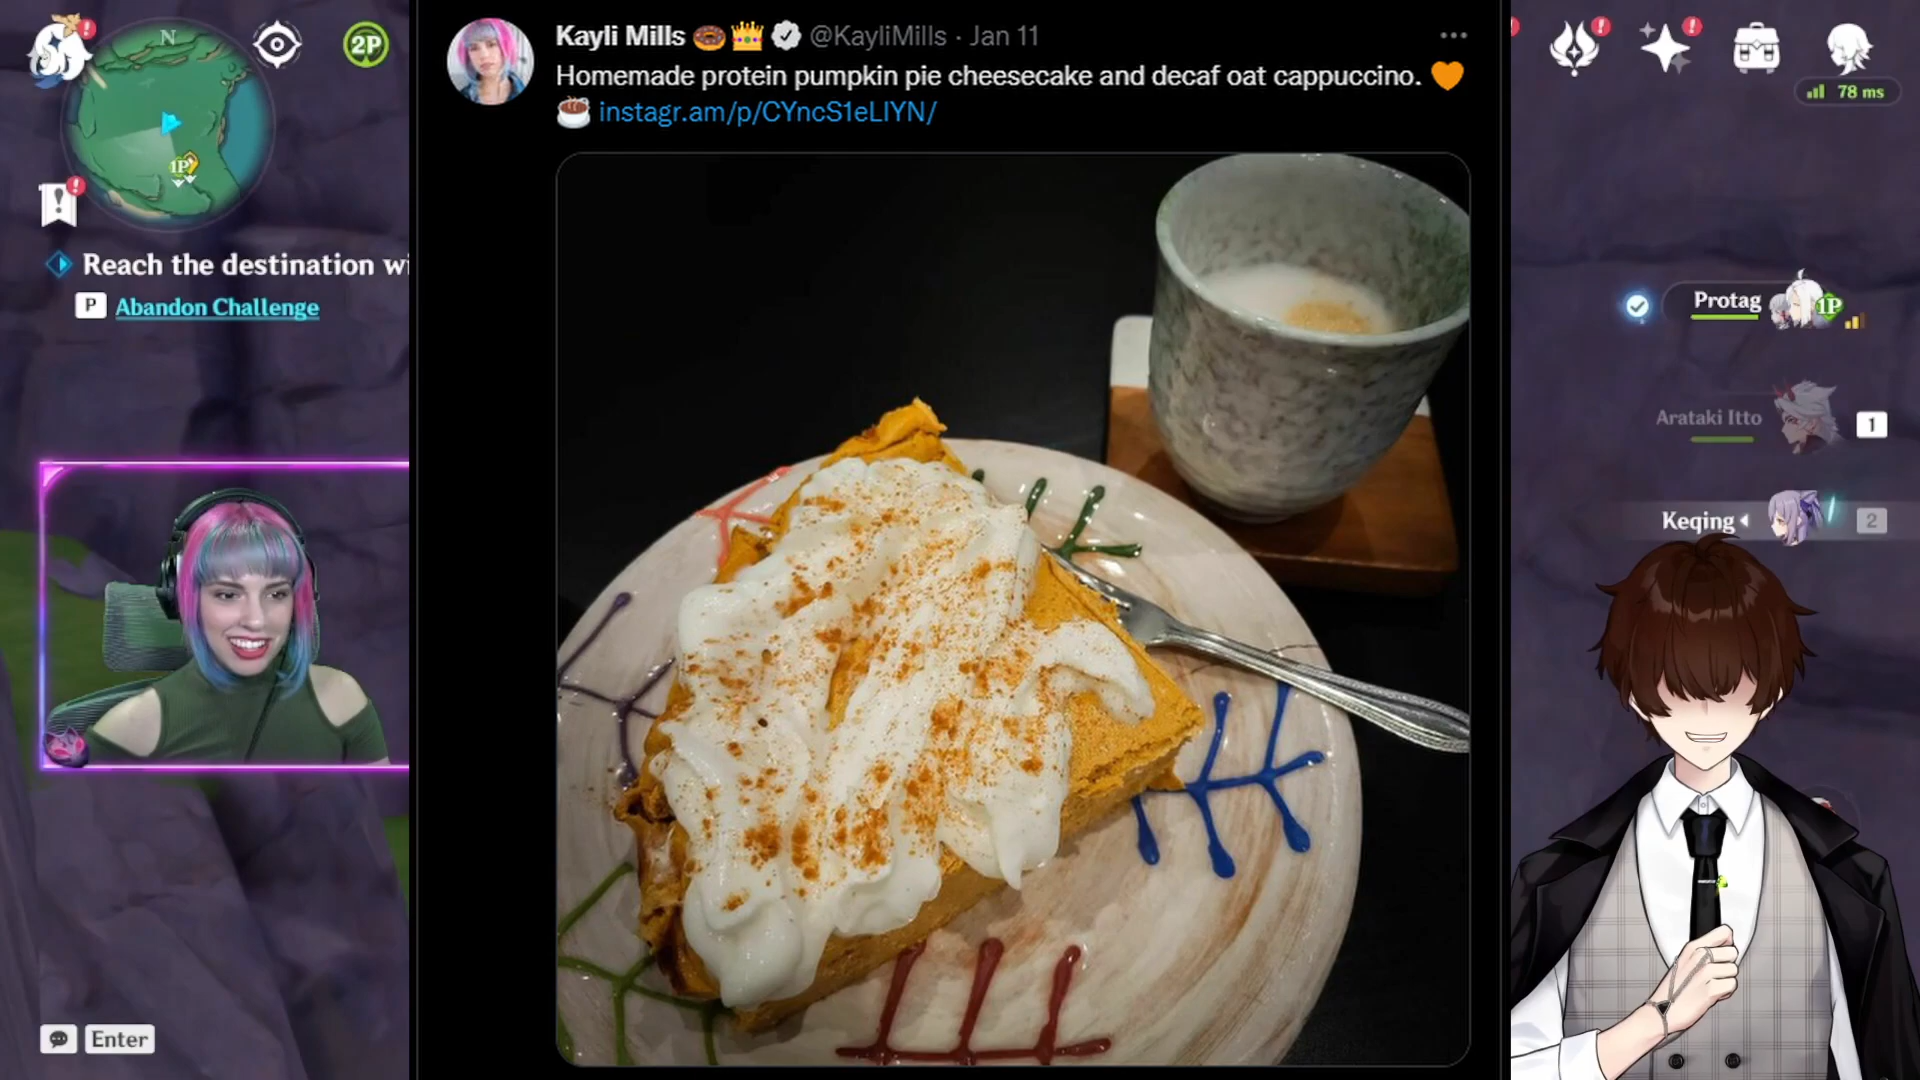 N
2P
1P
Reach the destination wi
P Abandon Challenge
Enter
Kayli Mills @KayliMills · Jan 11
Homemade protein pumpkin pie cheesecake and decaf oat cappuccino.
instagr.am/p/CYncS1eLIYN/
78 ms
Protag 1P
Arataki Itto 1
Keqing 2